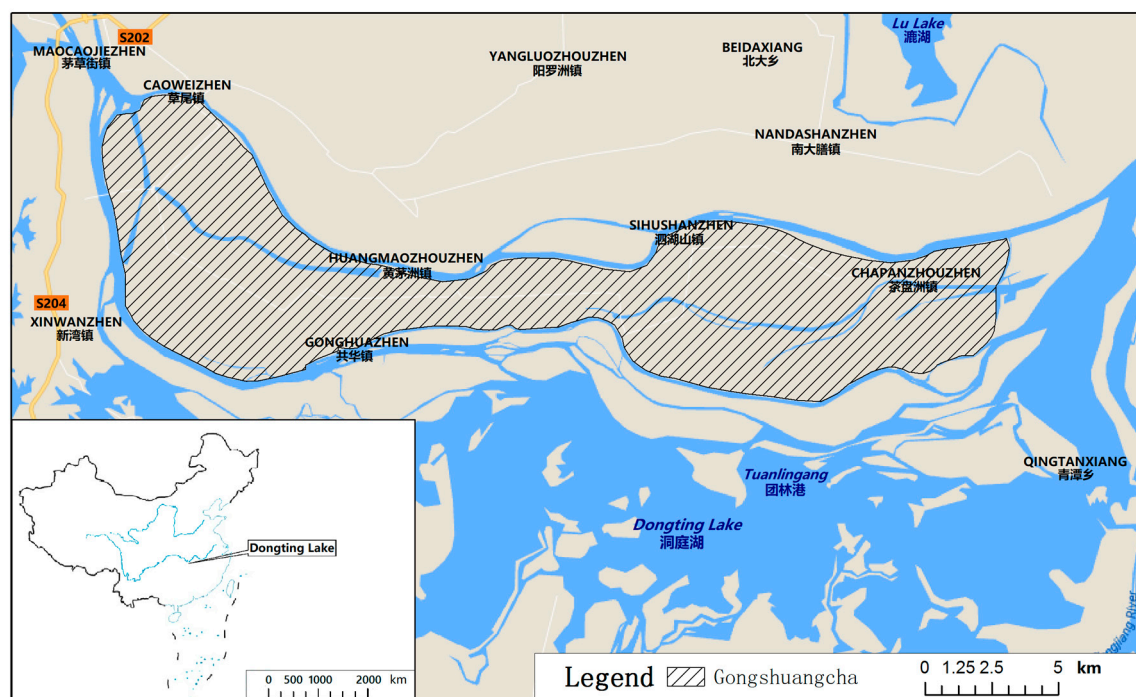 Lu Lake
漉湖
S202
MAOCAOJIEZHEN
茅草街镇
YANGLUOZHOUZHEN
阳罗洲镇
BEIDAXIANG
北大乡
CAOWEIZHEN
草尾镇
NANDASHANZHEN
南大膳镇
SIHUSHANZHEN
泗湖山镇
HUANGMAOZHOUZHEN
黄茅洲镇
CHAPANZHOUZHEN
茶盘洲镇
S204
XINWANZHEN
新湾镇
GONGHUAZHEN
共华镇
QINGTANXIANG
青潭乡
Tuanlingang
团林港
Dongting Lake
洞庭湖
Dongting Lake
River
0 500 1000 2000 km
Legend Gongshuangcha
0 1.25 2.5 5 km